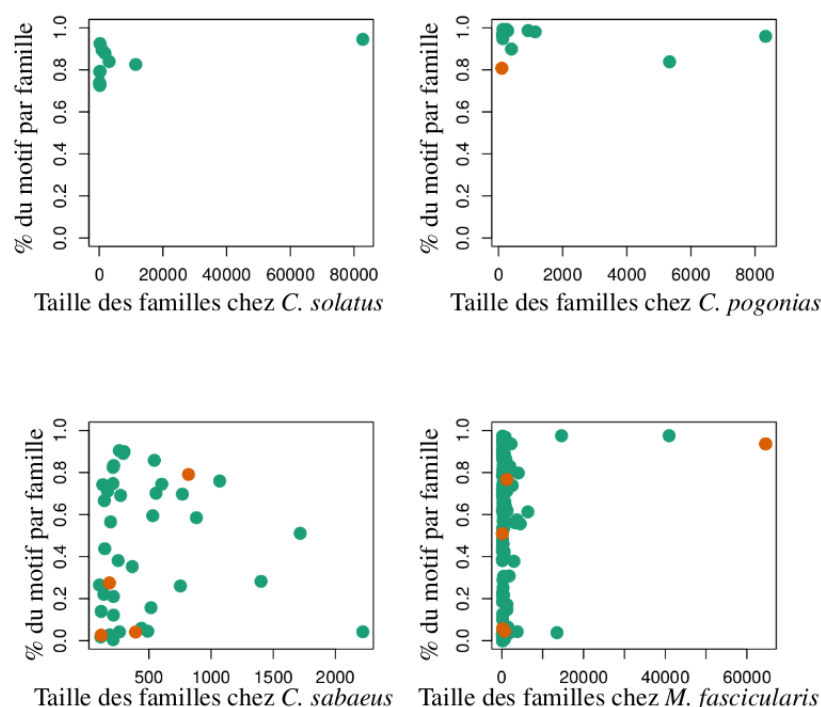 % du motif par famille
0.0 0.2 0.4 0.6 0.8 1.0
0 20000 40000 60000 80000
Taille des familles chez C. solatus
% du motif par famille
0.0 0.2 0.4 0.6 0.8 1.0
0 2000 4000 6000 8000
Taille des familles chez C. pogonias
% du motif par famille
0.0 0.2 0.4 0.6 0.8 1.0
500 1000 1500 2000
Taille des familles chez C. sabaeus
% du motif par famille
0.0 0.2 0.4 0.6 0.8 1.0
0 20000 40000 60000
Taille des familles chez M. fascicularis